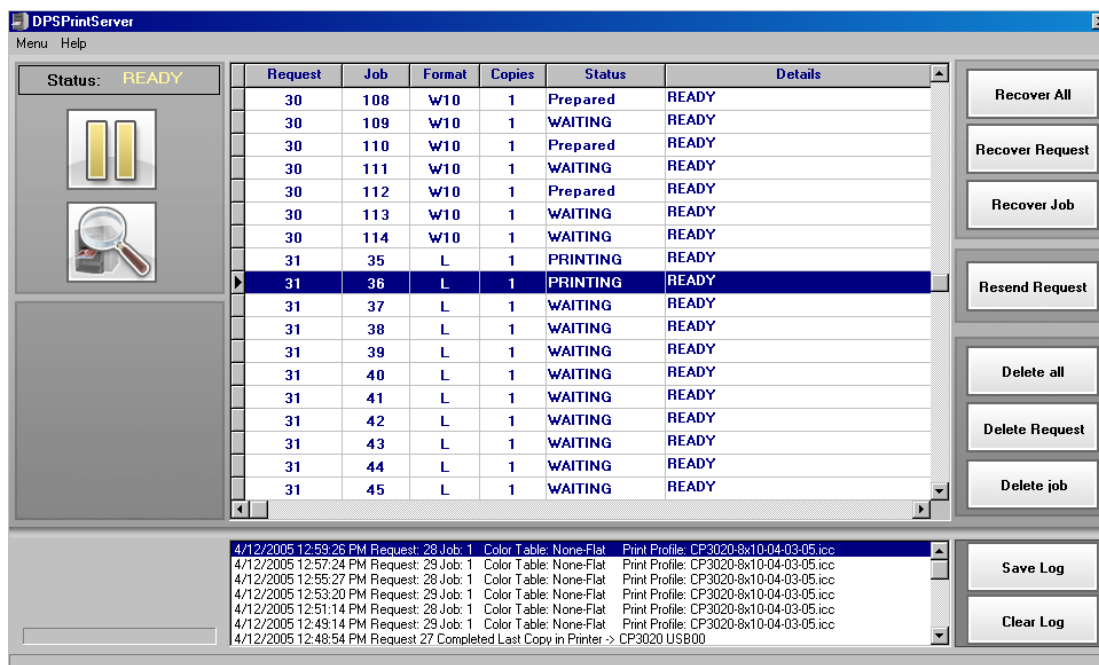 DPSPrintServer
Menu Help
Status: READY
Request Job Format Copies Status Details
30 108 W10 1 Prepared READY
30 109 W10 1 WAITING READY
30 110 W10 1 Prepared READY
30 111 W10 1 WAITING READY
30 112 W10 1 Prepared READY
30 113 W10 1 WAITING READY
30 114 W10 1 WAITING READY
31 35 L 1 PRINTING READY
31 36 L 1 PRINTING READY
31 37 L 1 WAITING READY
31 38 L 1 WAITING READY
31 39 L 1 WAITING READY
31 40 L 1 WAITING READY
31 41 L 1 WAITING READY
31 42 L 1 WAITING READY
31 43 L 1 WAITING READY
31 44 L 1 WAITING READY
31 45 L 1 WAITING READY
Recover All
Recover Request
Recover Job
Resend Request
Delete all
Delete Request
Delete job
4/12/2005 12:59:26 PM Request: 28 Job: 1 Color Table: None-Flat Print Profile: CP3020-8x10-04-03-05.icc
4/12/2005 12:57:24 PM Request: 29 Job: 1 Color Table: None-Flat Print Profile: CP3020-8x10-04-03-05.icc
4/12/2005 12:55:27 PM Request: 28 Job: 1 Color Table: None-Flat Print Profile: CP3020-8x10-04-03-05.icc
4/12/2005 12:53:20 PM Request: 29 Job: 1 Color Table: None-Flat Print Profile: CP3020-8x10-04-03-05.icc
4/12/2005 12:51:14 PM Request: 28 Job: 1 Color Table: None-Flat Print Profile: CP3020-8x10-04-03-05.icc
4/12/2005 12:49:14 PM Request: 29 Job: 1 Color Table: None-Flat Print Profile: CP3020-8x10-04-03-05.icc
4/12/2005 12:48:54 PM Request 27 Completed Last Copy in Printer -> CP3020 USB00
Save Log
Clear Log